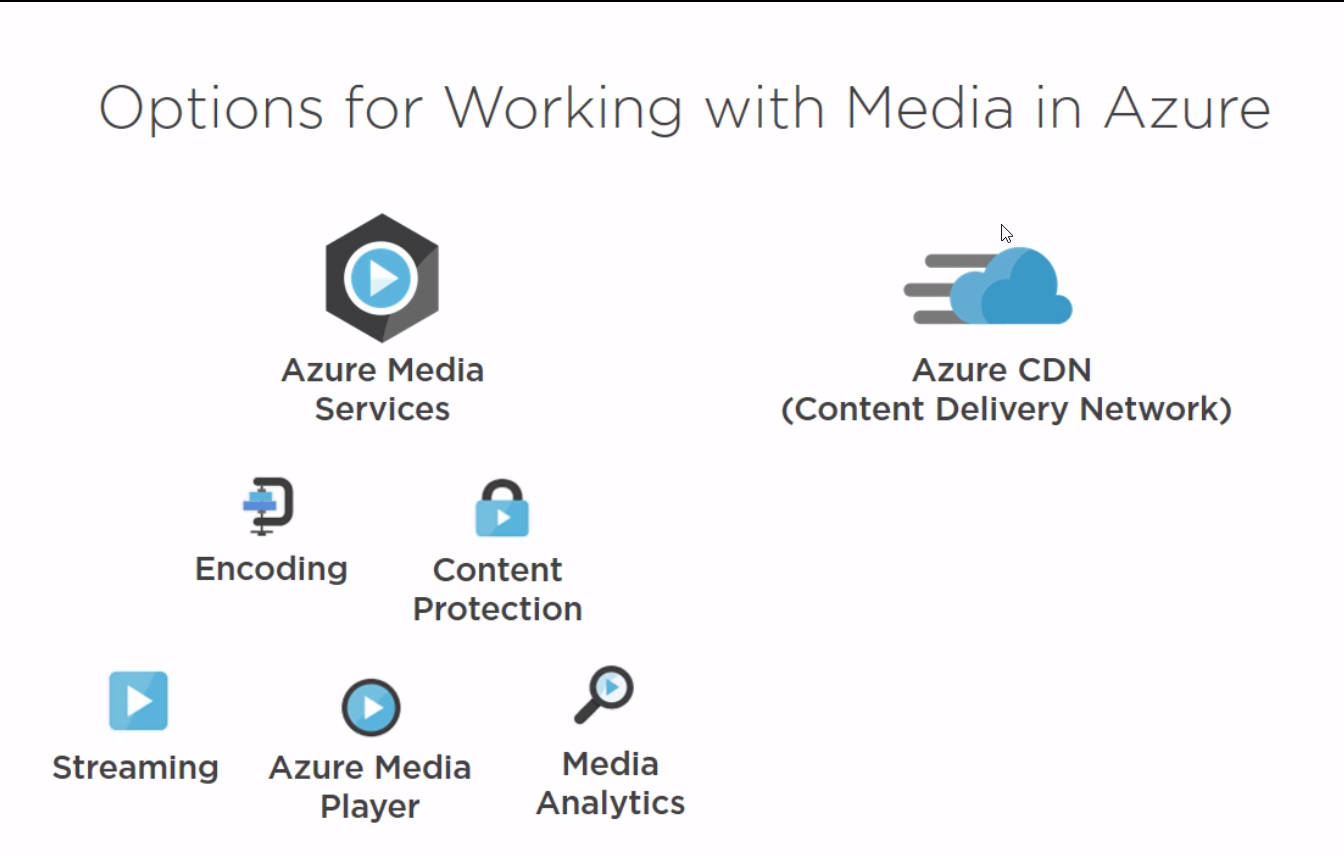 Options for Working with Media in Azure
Azure Media
Services
Azure CDN
(Content Delivery Network)
Encoding
Content
Protection
Streaming
Azure Media
Player
Media
Analytics